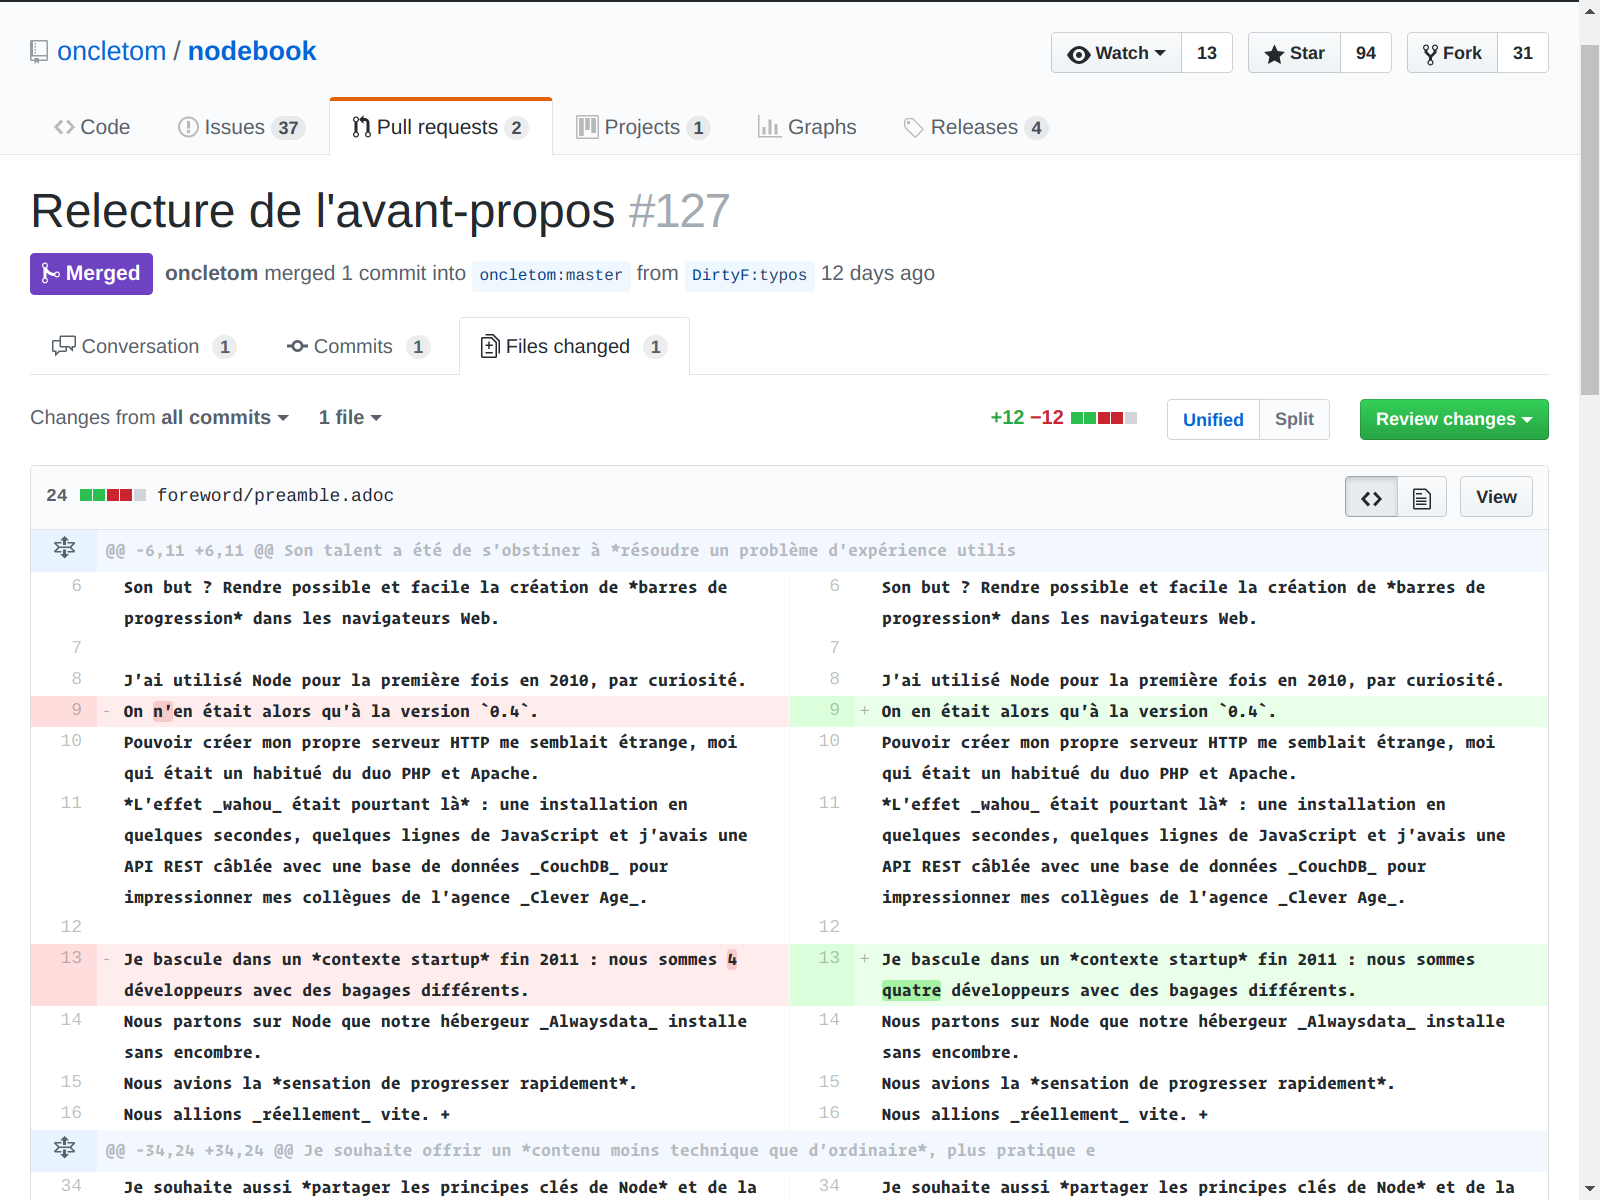 oncletom / nodebook
Watch 13 Star 94 Fork 31
Code Issues 37 Pull requests 2 Projects 1 Graphs Releases 4
Relecture de l'avant-propos #127
Merged oncletom merged 1 commit into oncletom:master from DirtyF:typos 12 days ago
Conversation 1 Commits 1 Files changed 1
Changes from all commits 1 file +12 −12 Unified Split Review changes
24 foreword/preamble.adoc View
@@ -6,11 +6,11 @@ Son talent a été de s'obstiner à *résoudre un problème d'expérience utilis
6 Son but ? Rendre possible et facile la création de *barres de
progression* dans les navigateurs Web.
7
8 J'ai utilisé Node pour la première fois en 2010, par curiosité.
9 - On n'en était alors qu'à la version `0.4`.
10 Pouvoir créer mon propre serveur HTTP me semblait étrange, moi
qui était un habitué du duo PHP et Apache.
11 *L'effet _wahou_ était pourtant là* : une installation en
quelques secondes, quelques lignes de JavaScript et j'avais une
API REST câblée avec une base de données _CouchDB_ pour
impressionner mes collègues de l'agence _Clever Age_.
12
13 - Je bascule dans un *contexte startup* fin 2011 : nous sommes 4
développeurs avec des bagages différents.
14 Nous partons sur Node que notre hébergeur _Alwaysdata_ installe
sans encombre.
15 Nous avions la *sensation de progresser rapidement*.
16 Nous allions _réellement_ vite. +
6 Son but ? Rendre possible et facile la création de *barres de
progression* dans les navigateurs Web.
7
8 J'ai utilisé Node pour la première fois en 2010, par curiosité.
9 + On en était alors qu'à la version `0.4`.
10 Pouvoir créer mon propre serveur HTTP me semblait étrange, moi
qui était un habitué du duo PHP et Apache.
11 *L'effet _wahou_ était pourtant là* : une installation en
quelques secondes, quelques lignes de JavaScript et j'avais une
API REST câblée avec une base de données _CouchDB_ pour
impressionner mes collègues de l'agence _Clever Age_.
12
13 + Je bascule dans un *contexte startup* fin 2011 : nous sommes
quatre développeurs avec des bagages différents.
14 Nous partons sur Node que notre hébergeur _Alwaysdata_ installe
sans encombre.
15 Nous avions la *sensation de progresser rapidement*.
16 Nous allions _réellement_ vite. +
@@ -34,24 +34,24 @@ Je souhaite offrir un *contenu moins technique que d'ordinaire*, plus pratique e
34 Je souhaite aussi *partager les principes clés de Node* et de la
34 Je souhaite aussi *partager les principes clés de Node* et de la